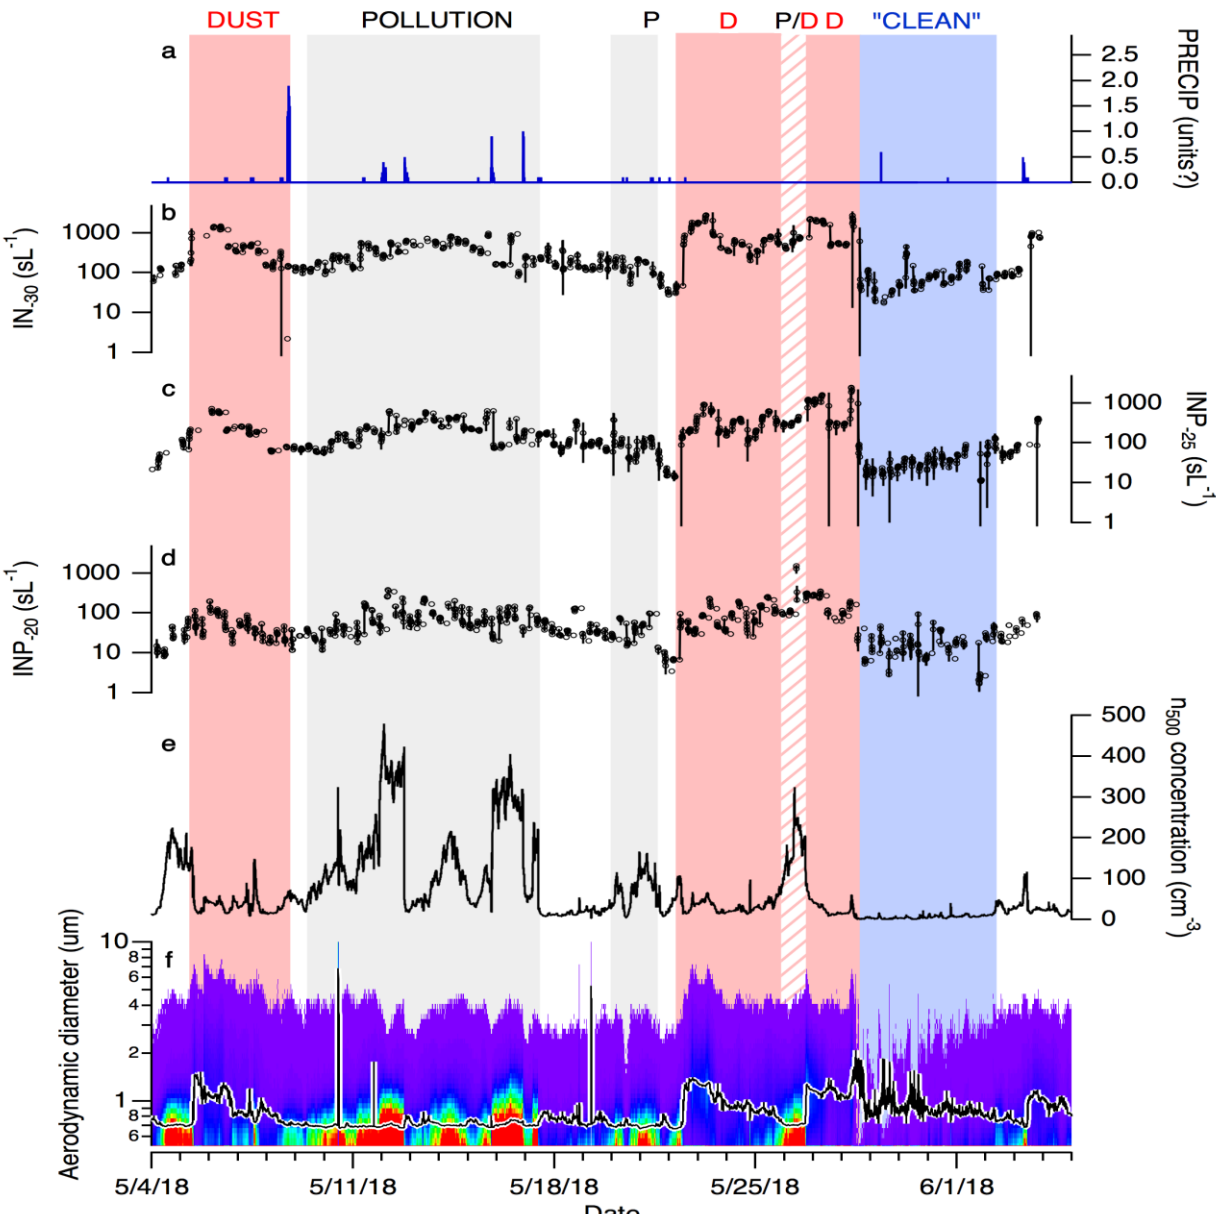 DUST POLLUTION P D P/D D "CLEAN"
a
2.5
2.0
1.5
1.0
0.5
0.0
PRECIP (units?)
b
1000
100
10
1
IN-30 (sL-1)
c
1000
100
10
1
INP-25 (sL-1)
d
1000
100
10
1
INP-20 (sL-1)
e
500
400
300
200
100
0
n500 concentration (cm-3)
f
10
8
6
4
2
1
8
6
Aerodynamic diameter (um)
5/4/18 5/11/18 5/18/18 5/25/18 6/1/18
Date